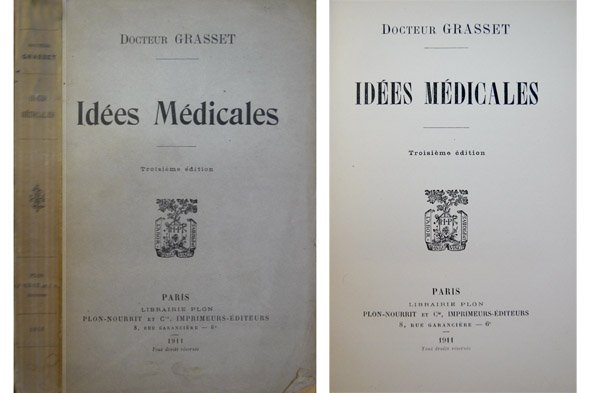 DOCTEUR GRASSET
Idées Médicales
Troisième édition
PARIS
LIBRAIRIE PLON
PLON-NOURRIT ET Cie, IMPRIMEURS-ÉDITEURS
8, RUE GARANCIÈRE — 6e
1911
Tous droits réservés
DOCTEUR GRASSET
IDÉES MÉDICALES
Troisième édition
PARIS
LIBRAIRIE PLON
PLON-NOURRIT ET Cie, IMPRIMEURS-ÉDITEURS
8, RUE GARANCIÈRE — 6e
1911
Tous droits réservés